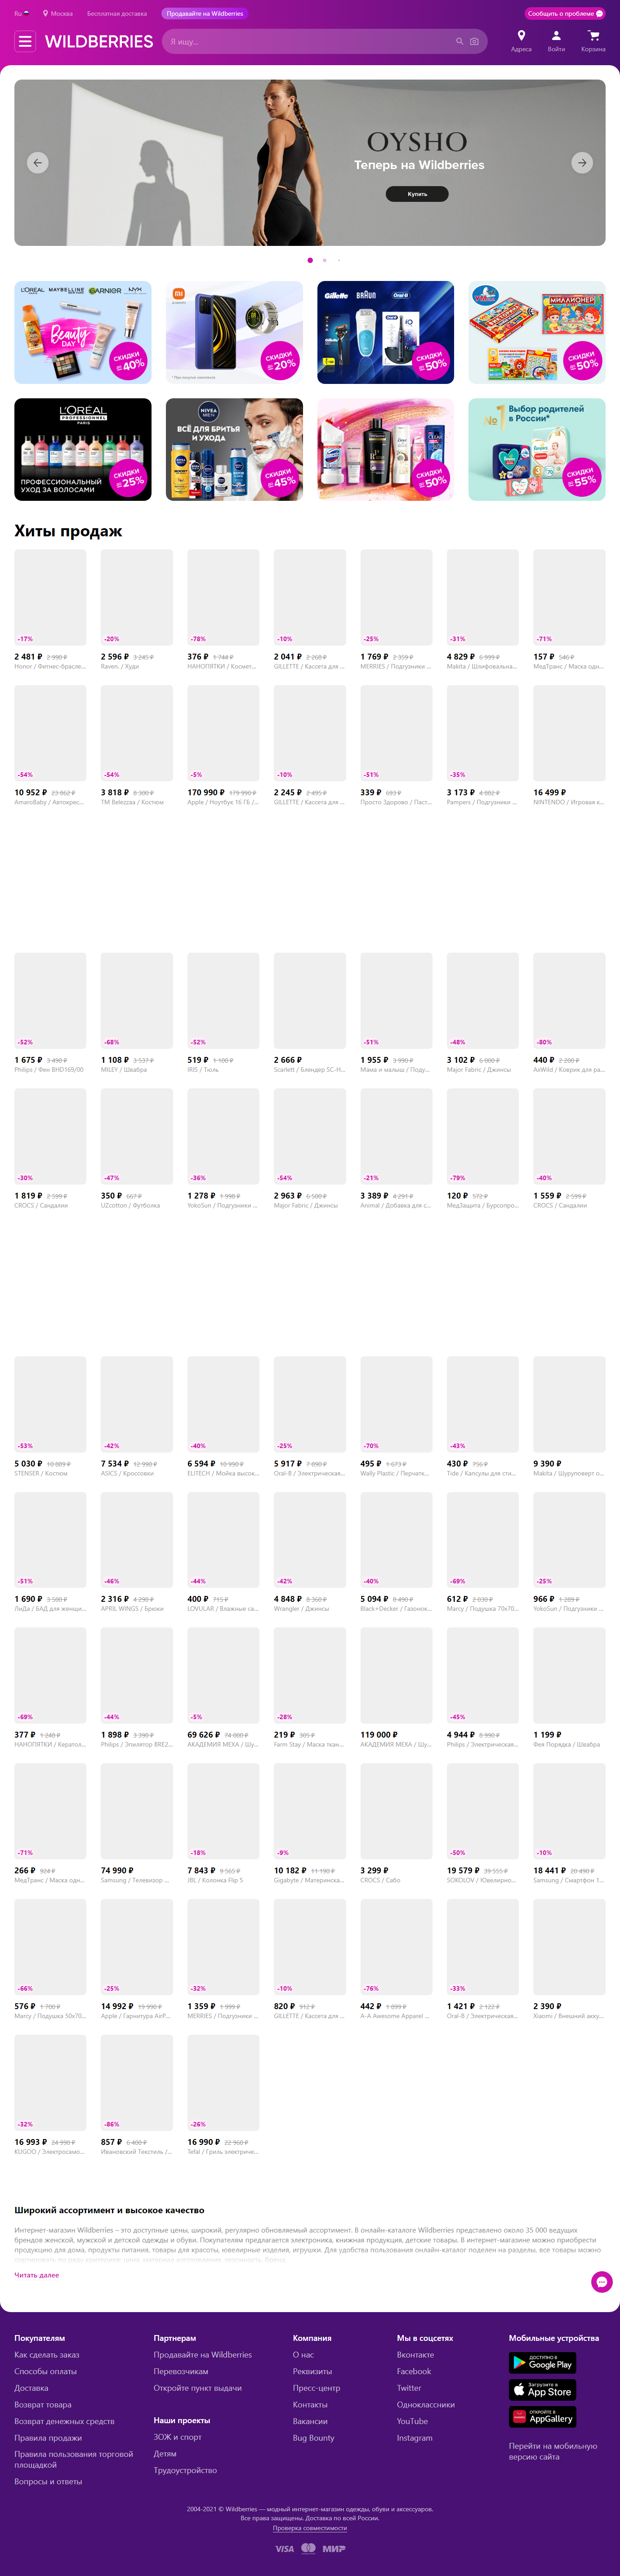 Ru
Москва
Бесплатная доставка
Продавайте на Wildberries
Сообщить о проблеме
WILDBERRIES
Я ищу...
Адреса
Войти
Корзина
OYSHO
Теперь на Wildberries
Купить
L'ORÉAL MAYBELLINE GARNIER NYX
Beauty DAY
СКИДКИ ≈ 40%
СКИДКИ ≈ 20%
Gillette BRAUN Oral-B
СКИДКИ ≈ 50%
МИЛЛИОНЕР
СКИДКИ ≈ 50%
L'ORÉAL
PROFESSIONNEL
PARIS
ПРОФЕССИОНАЛЬНЫЙ
УХОД ЗА ВОЛОСАМИ
СКИДКИ ≈ 25%
NIVEA MEN
ВСЁ ДЛЯ БРИТЬЯ
И УХОДА
СКИДКИ ≈ 45%
СКИДКИ ≈ 50%
№1 Выбор родителей
в России*
СКИДКИ ≈ 55%
Хиты продаж
-17% -20% -78% -10% -25% -31% -71%
2 481 ₽ 2 990 ₽ 2 596 ₽ 3 245 ₽ 376 ₽ 1 744 ₽ 2 041 ₽ 2 268 ₽ 1 769 ₽ 2 359 ₽ 4 829 ₽ 6 999 ₽ 157 ₽ 546 ₽
Honor / Фитнес-брасле... Raven. / Худи НАНОПЯТКИ / Космет... GILLETTE / Кассета для ... MERRIES / Подгузники ... Makita / Шлифовальна... МедТранс / Маска одн...
-54% -54% -5% -10% -51% -35%
10 952 ₽ 23 862 ₽ 3 818 ₽ 8 300 ₽ 170 990 ₽ 179 990 ₽ 2 245 ₽ 2 495 ₽ 339 ₽ 693 ₽ 3 173 ₽ 4 882 ₽ 16 499 ₽
AmaroBaby / Автокрес... TM Belezzaa / Костюм Apple / Ноутбук 16 ГБ /... GILLETTE / Кассета для ... Просто Здорово / Паст... Pampers / Подгузники ... NINTENDO / Игровая к...
-52% -68% -52% -51% -48% -80%
1 675 ₽ 3 490 ₽ 1 108 ₽ 3 537 ₽ 519 ₽ 1 100 ₽ 2 666 ₽ 1 955 ₽ 3 990 ₽ 3 102 ₽ 6 000 ₽ 440 ₽ 2 200 ₽
Philips / Фен BHD169/00 MILEY / Швабра IRIS / Тюль Scarlett / Блендер SC-H... Мама и малыш / Поду... Major Fabric / Джинсы AxWild / Коврик для ра...
-30% -47% -36% -54% -21% -79% -40%
1 819 ₽ 2 599 ₽ 350 ₽ 667 ₽ 1 278 ₽ 1 998 ₽ 2 963 ₽ 6 500 ₽ 3 389 ₽ 4 291 ₽ 120 ₽ 572 ₽ 1 559 ₽ 2 599 ₽
CROCS / Сандалии UZcotton / Футболка YokoSun / Подгузники ... Major Fabric / Джинсы Animal / Добавка для с... МедЗащита / Бурсопро... CROCS / Сандалии
-53% -42% -40% -25% -70% -43%
5 030 ₽ 10 889 ₽ 7 534 ₽ 12 990 ₽ 6 594 ₽ 10 990 ₽ 5 917 ₽ 7 890 ₽ 495 ₽ 1 673 ₽ 430 ₽ 756 ₽ 9 390 ₽
STENSER / Костюм ASICS / Кроссовки ELITECH / Мойка высок... Oral-B / Электрическая... Wally Plastic / Перчатк... Tide / Капсулы для сти... Makita / Шуруповерт о...
-51% -46% -44% -42% -40% -69% -25%
1 690 ₽ 3 500 ₽ 2 316 ₽ 4 290 ₽ 400 ₽ 715 ₽ 4 848 ₽ 8 360 ₽ 5 094 ₽ 8 490 ₽ 612 ₽ 2 030 ₽ 966 ₽ 1 289 ₽
ЛиДа / БАД для женщи... APRIL WINGS / Брюки LOVULAR / Влажные са... Wrangler / Джинсы Black+Decker / Газонок... Marcy / Подушка 70х70... YokoSun / Подгузники ...
-69% -44% -5% -28% -45%
377 ₽ 1 248 ₽ 1 898 ₽ 3 390 ₽ 69 626 ₽ 74 000 ₽ 219 ₽ 305 ₽ 119 000 ₽ 4 944 ₽ 8 990 ₽ 1 199 ₽
НАНОПЯТКИ / Кератол... Philips / Эпилятор BRE2... АКАДЕМИЯ МЕХА / Шу... Farm Stay / Маска ткан... АКАДЕМИЯ МЕХА / Шу... Philips / Электрическая... Фея Порядка / Швабра
-71% -18% -9% -50% -10%
266 ₽ 924 ₽ 74 990 ₽ 7 843 ₽ 9 565 ₽ 10 182 ₽ 11 190 ₽ 3 299 ₽ 19 579 ₽ 39 555 ₽ 18 441 ₽ 20 490 ₽
МедТранс / Маска одн... Samsung / Телевизор ... JBL / Колонка Flip 5 Gigabyte / Материнска... CROCS / Сабо SOKOLOV / Ювелирно... Samsung / Смартфон 1...
-66% -25% -32% -10% -76% -33%
576 ₽ 1 700 ₽ 14 992 ₽ 19 990 ₽ 1 359 ₽ 1 999 ₽ 820 ₽ 912 ₽ 442 ₽ 1 899 ₽ 1 421 ₽ 2 122 ₽ 2 390 ₽
Marcy / Подушка 50х70... Apple / Гарнитура AirP... MERRIES / Подгузники ... GILLETTE / Кассета для ... A-A Awesome Apparel ... Oral-B / Электрическая... Xiaomi / Внешний акку...
-32% -86% -26%
16 993 ₽ 24 990 ₽ 857 ₽ 6 400 ₽ 16 990 ₽ 22 960 ₽
KUGOO / Электросамо... Ивановский Текстиль /... Tefal / Гриль электриче...
Широкий ассортимент и высокое качество
Интернет-магазин Wildberries – это доступные цены, широкий, регулярно обновляемый ассортимент. В онлайн-каталоге Wildberries представлено около 35 000 ведущих
брендов женской, мужской и детской одежды и обуви. Покупателям предлагается электроника, книжная продукция, детские товары. В интернет-магазине можно приобрести
продукцию для дома, продукты питания, товары для красоты, ювелирные изделия, игрушки. Для удобства пользования онлайн-каталог поделен на разделы, все товары можно
Читать далее
Покупателям
Как сделать заказ
Способы оплаты
Доставка
Возврат товара
Возврат денежных средств
Правила продажи
Правила пользования торговой
площадкой
Вопросы и ответы
Партнерам
Продавайте на Wildberries
Перевозчикам
Откройте пункт выдачи
Наши проекты
ЗОЖ и спорт
Детям
Трудоустройство
Компания
О нас
Реквизиты
Пресс-центр
Контакты
Вакансии
Bug Bounty
Мы в соцсетях
Вконтакте
Facebook
Twitter
Одноклассники
YouTube
Instagram
Мобильные устройства
ДОСТУПНО В
Google Play
Загрузите в
App Store
ОТКРОЙТЕ В
AppGallery
Перейти на мобильную
версию сайта
2004-2021 © Wildberries — модный интернет-магазин одежды, обуви и аксессуаров.
Все права защищены. Доставка по всей России.
Проверка совместимости
VISA МИР